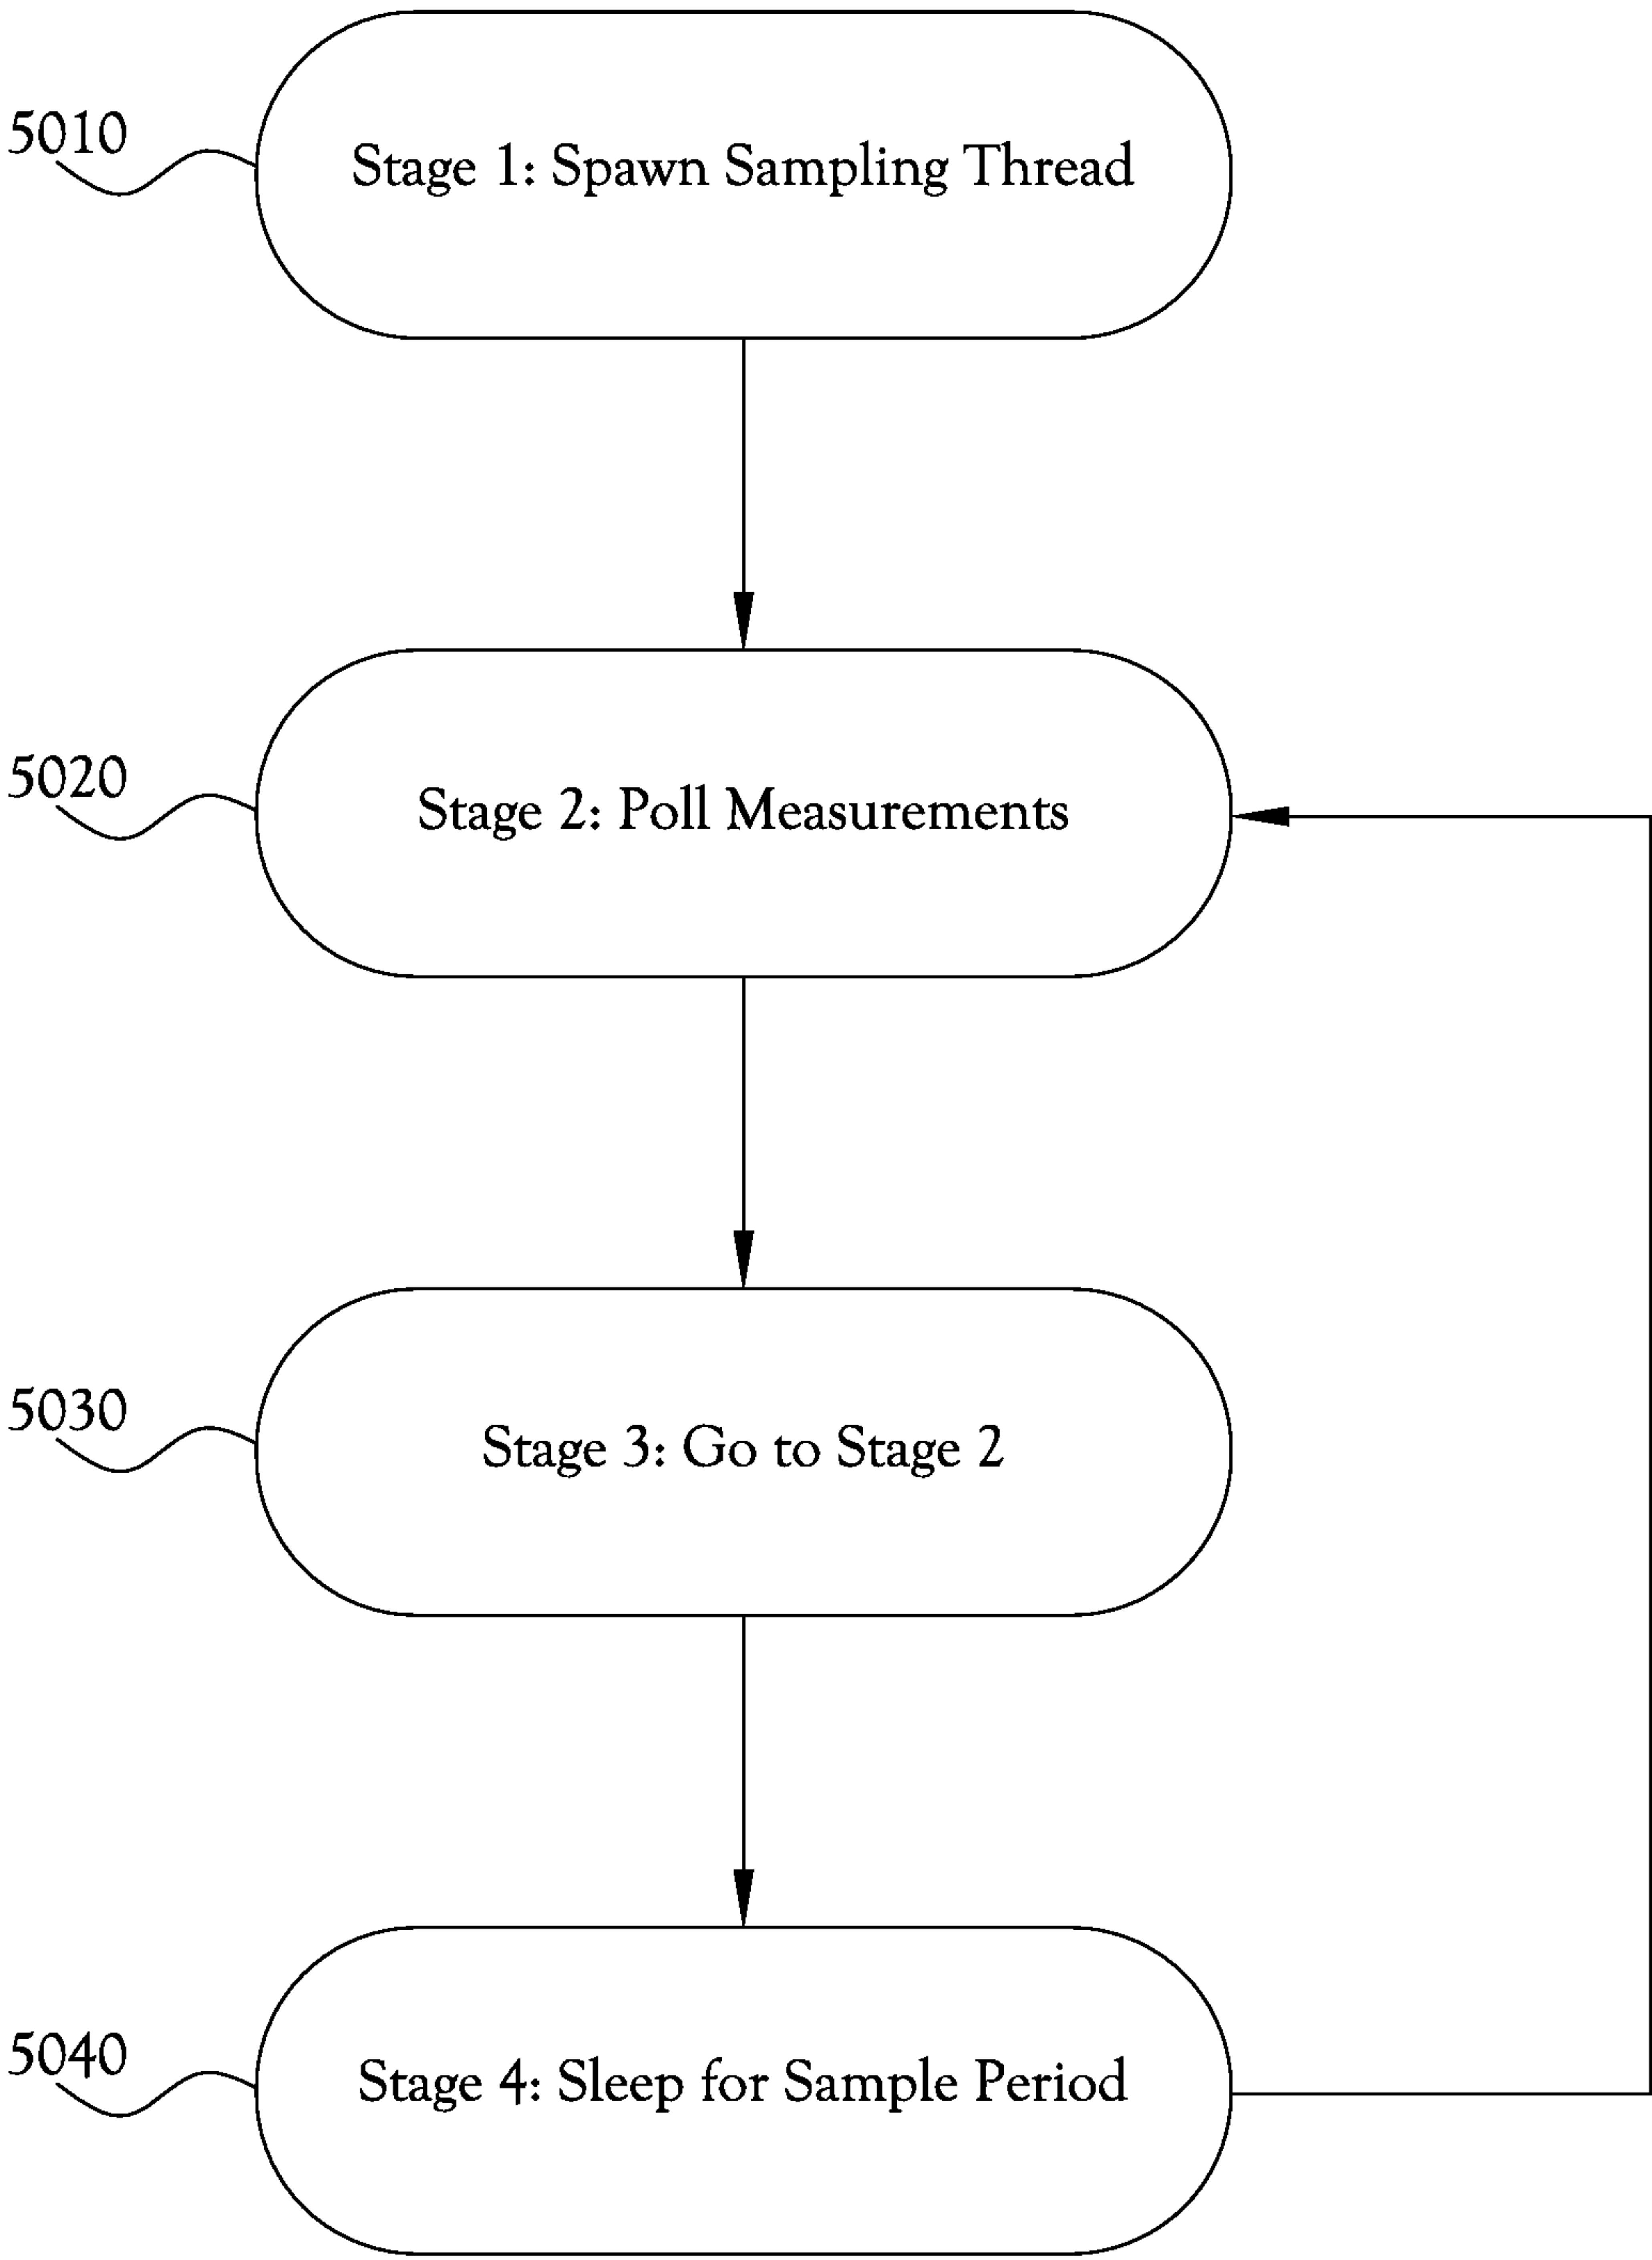 5010
Stage 1: Spawn Sampling Thread
5020
Stage 2: Poll Measurements
5030
Stage 3: Go to Stage 2
5040
Stage 4: Sleep for Sample Period